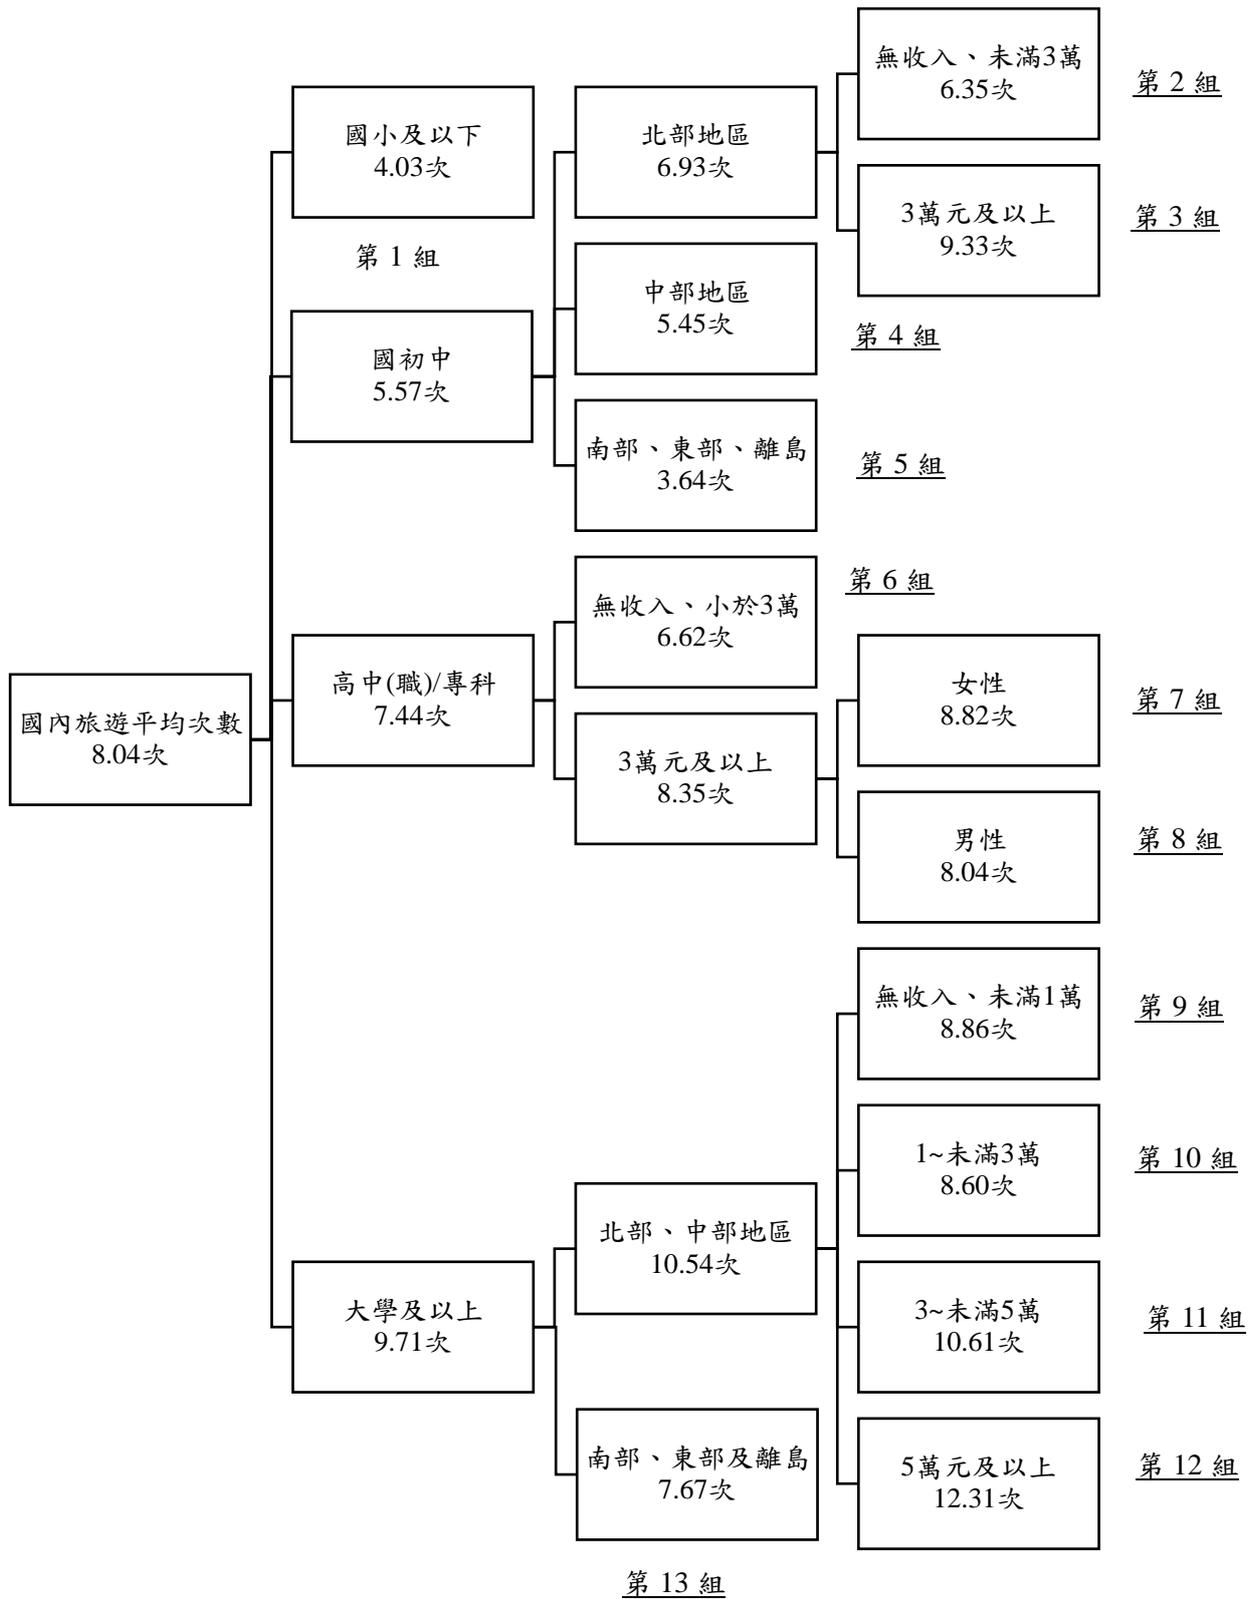 無收入、未滿3萬
6.35次
第 2 組
國小及以下
4.03次
北部地區
6.93次
3萬元及以上
9.33次
第 3 組
第 1 組
中部地區
5.45次
第 4 組
國初中
5.57次
南部、東部、離島
3.64次
第 5 組
無收入、小於3萬
6.62次
第 6 組
高中(職)/專科
7.44次
女性
8.82次
第 7 組
國內旅遊平均次數
8.04次
3萬元及以上
8.35次
男性
8.04次
第 8 組
無收入、未滿1萬
8.86次
第 9 組
1~未滿3萬
8.60次
第 10 組
北部、中部地區
10.54次
大學及以上
9.71次
3~未滿5萬
10.61次
第 11 組
南部、東部及離島
7.67次
5萬元及以上
12.31次
第 12 組
第 13 組